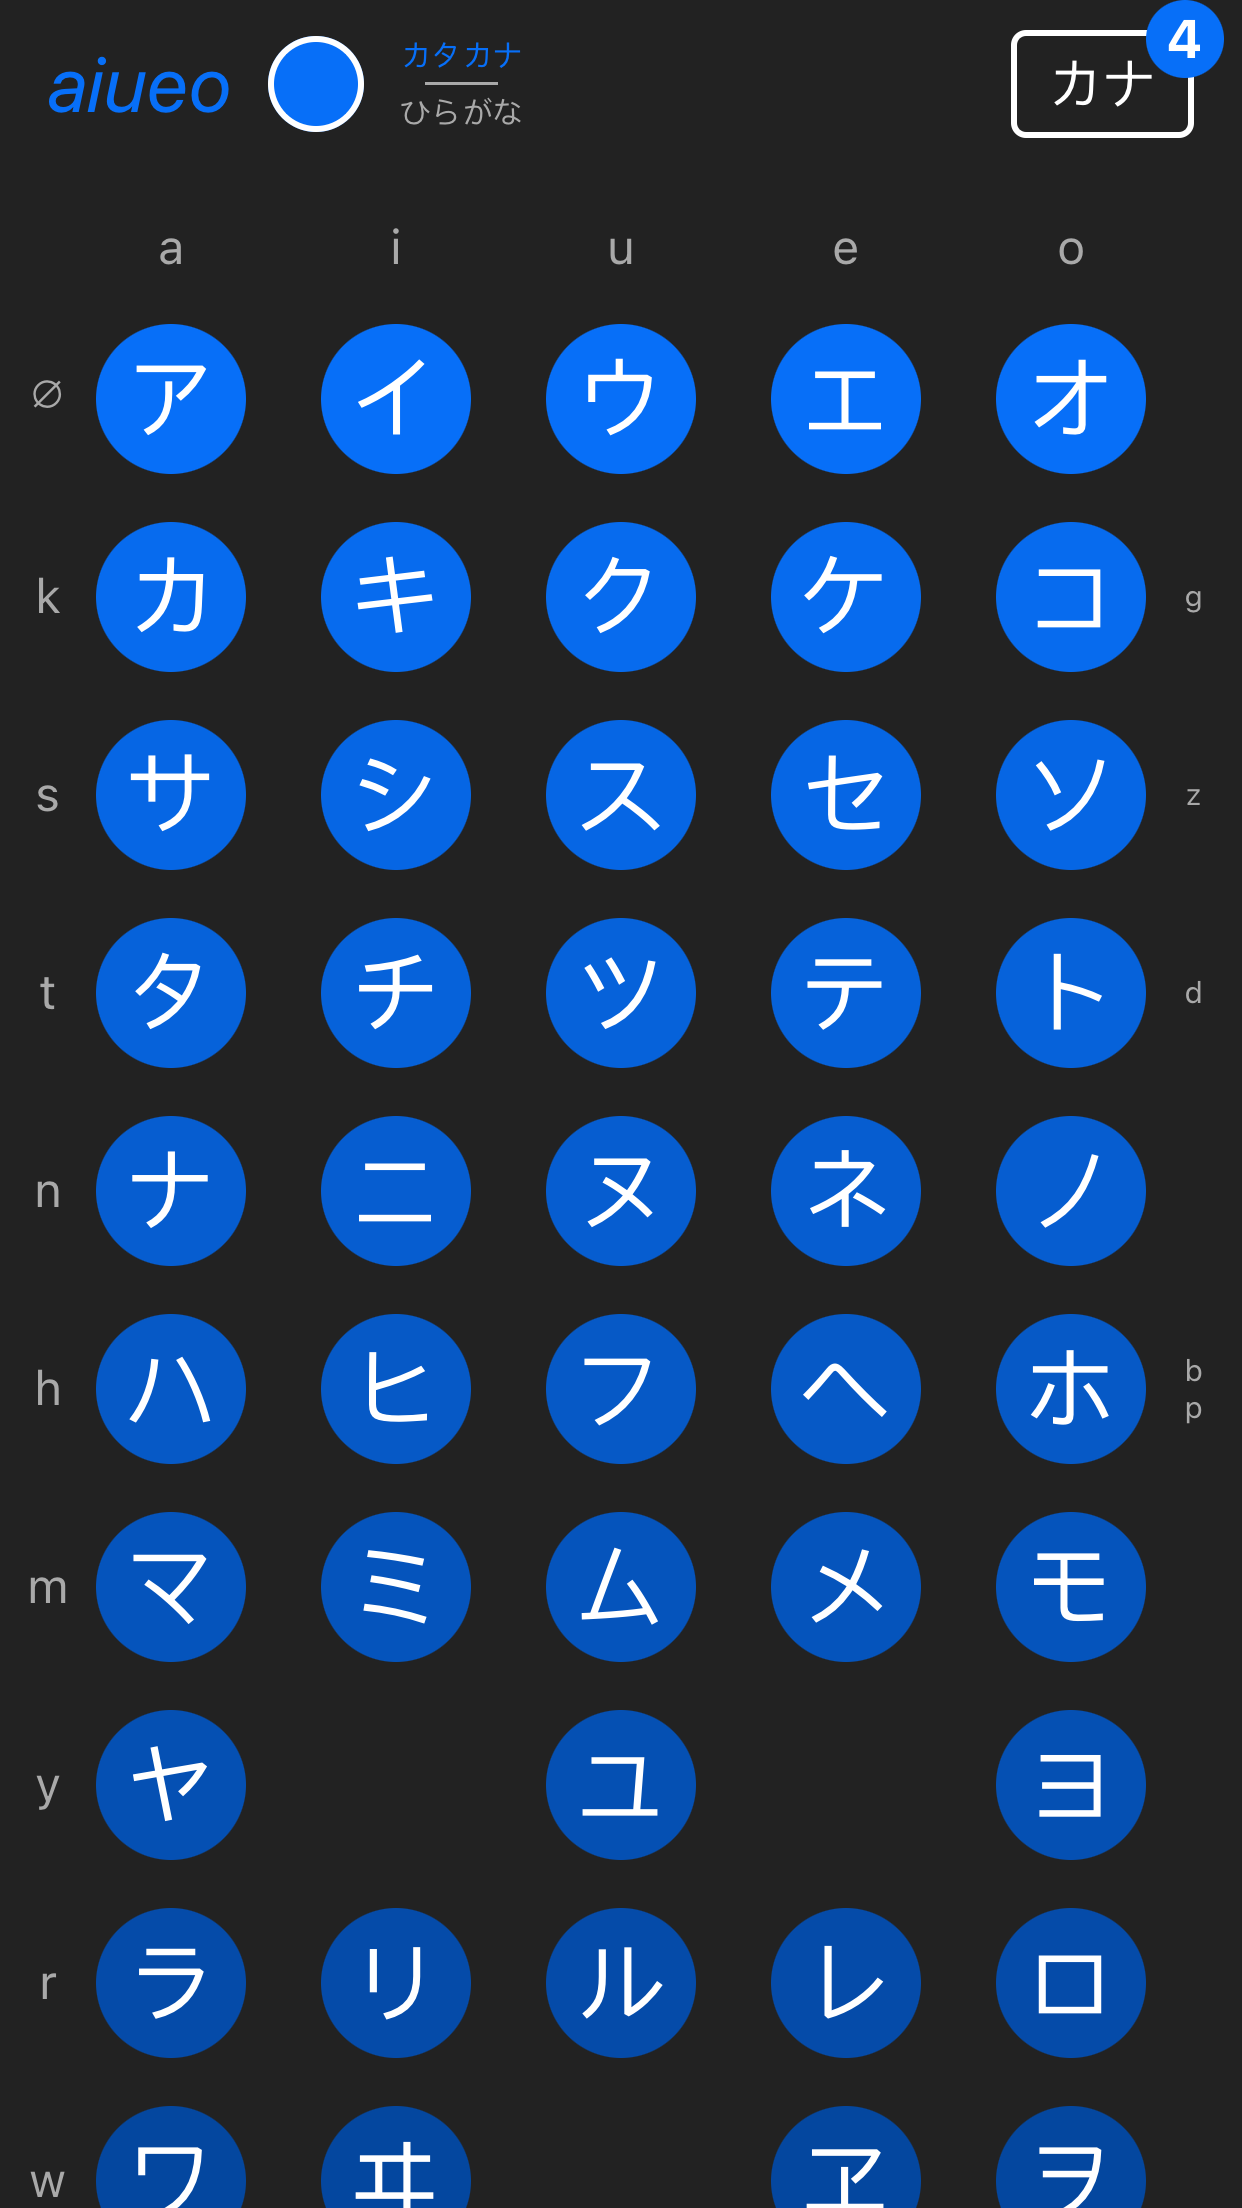 aiueo
カタカナ
ひらがな
カナ
4
a i u e o
∅ ア イ ウ エ オ
k カ キ ク ケ コ g
s サ シ ス セ ソ z
t タ チ ツ テ ト d
n ナ ニ ヌ ネ ノ
h ハ ヒ フ ヘ ホ b p
m マ ミ ム メ モ
y ヤ ユ ヨ
r ラ リ ル レ ロ
w ワ ヰ ヱ ヲ